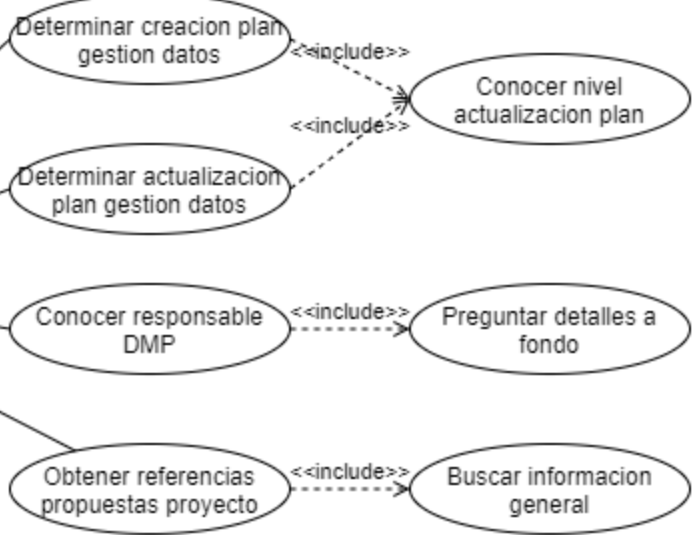 Determinar creacion plan
gestion datos
<<include>>
Conocer nivel
actualizacion plan
<<include>>
Determinar actualizacion
plan gestion datos
Conocer responsable
DMP
<<include>>
Preguntar detalles a
fondo
Obtener referencias
propuestas proyecto
<<include>>
Buscar informacion
general